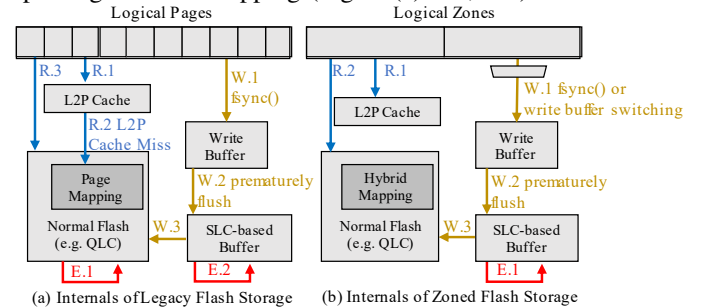 Logical Pages
R.3
R.1
L2P Cache
R.2 L2P
Cache Miss
W.1
fsync()
Write
Buffer
Page
Mapping
W.2 prematurely
flush
Normal Flash
(e.g. QLC)
W.3
SLC-based
Buffer
E.1
E.2
(a) Internals of Legacy Flash Storage
Logical Zones
R.2
R.1
L2P Cache
W.1 fsync() or
write buffer switching
Write
Buffer
Hybrid
Mapping
W.2 prematurely
flush
Normal Flash
(e.g. QLC)
W.3
SLC-based
Buffer
E.1
(b) Internals of Zoned Flash Storage